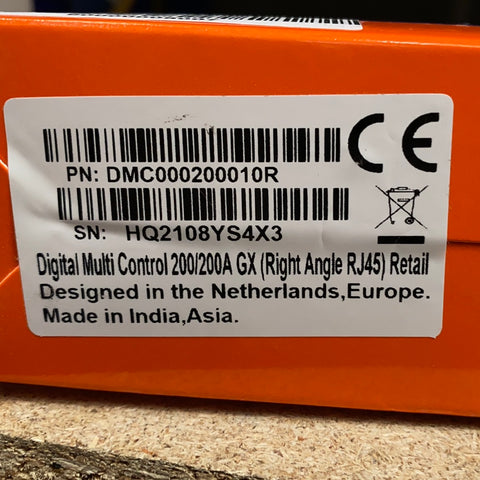 CE
PN: DMC000200010R
SN: HQ2108YS4X3
Digital Multi Control 200/200A GX (Right Angle RJ45) Retail
Designed in the Netherlands,Europe.
Made in India,Asia.